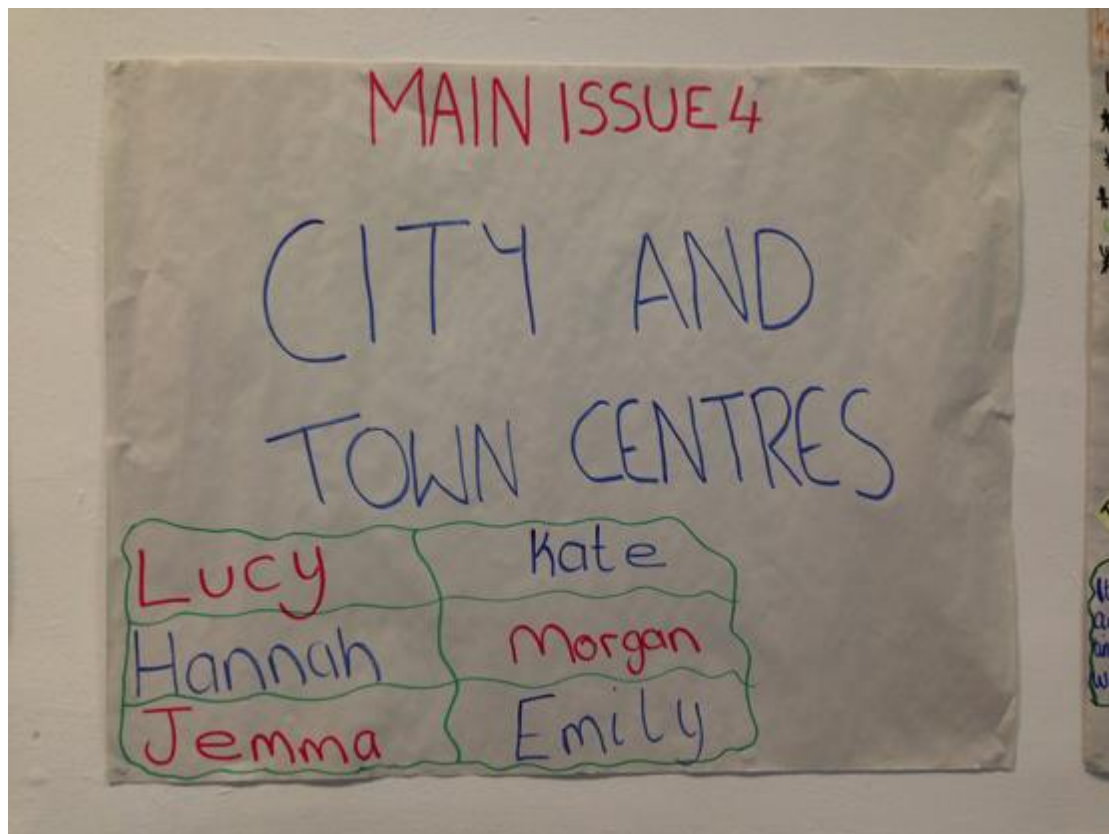 MAIN ISSUE 4
CITY AND
TOWN CENTRES
Lucy
Kate
Hannah
Morgan
Jemma
Emily